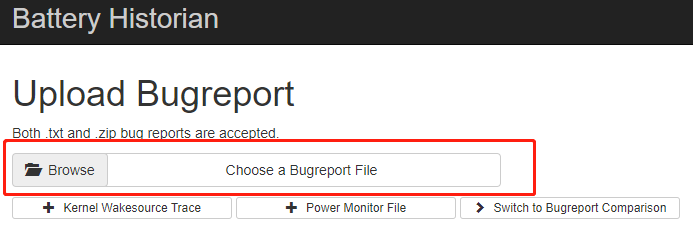 Battery Historian
Upload Bugreport
Both .txt and .zip bug reports are accepted.
Browse Choose a Bugreport File
Kernel Wakesource Trace Power Monitor File Switch to Bugreport Comparison